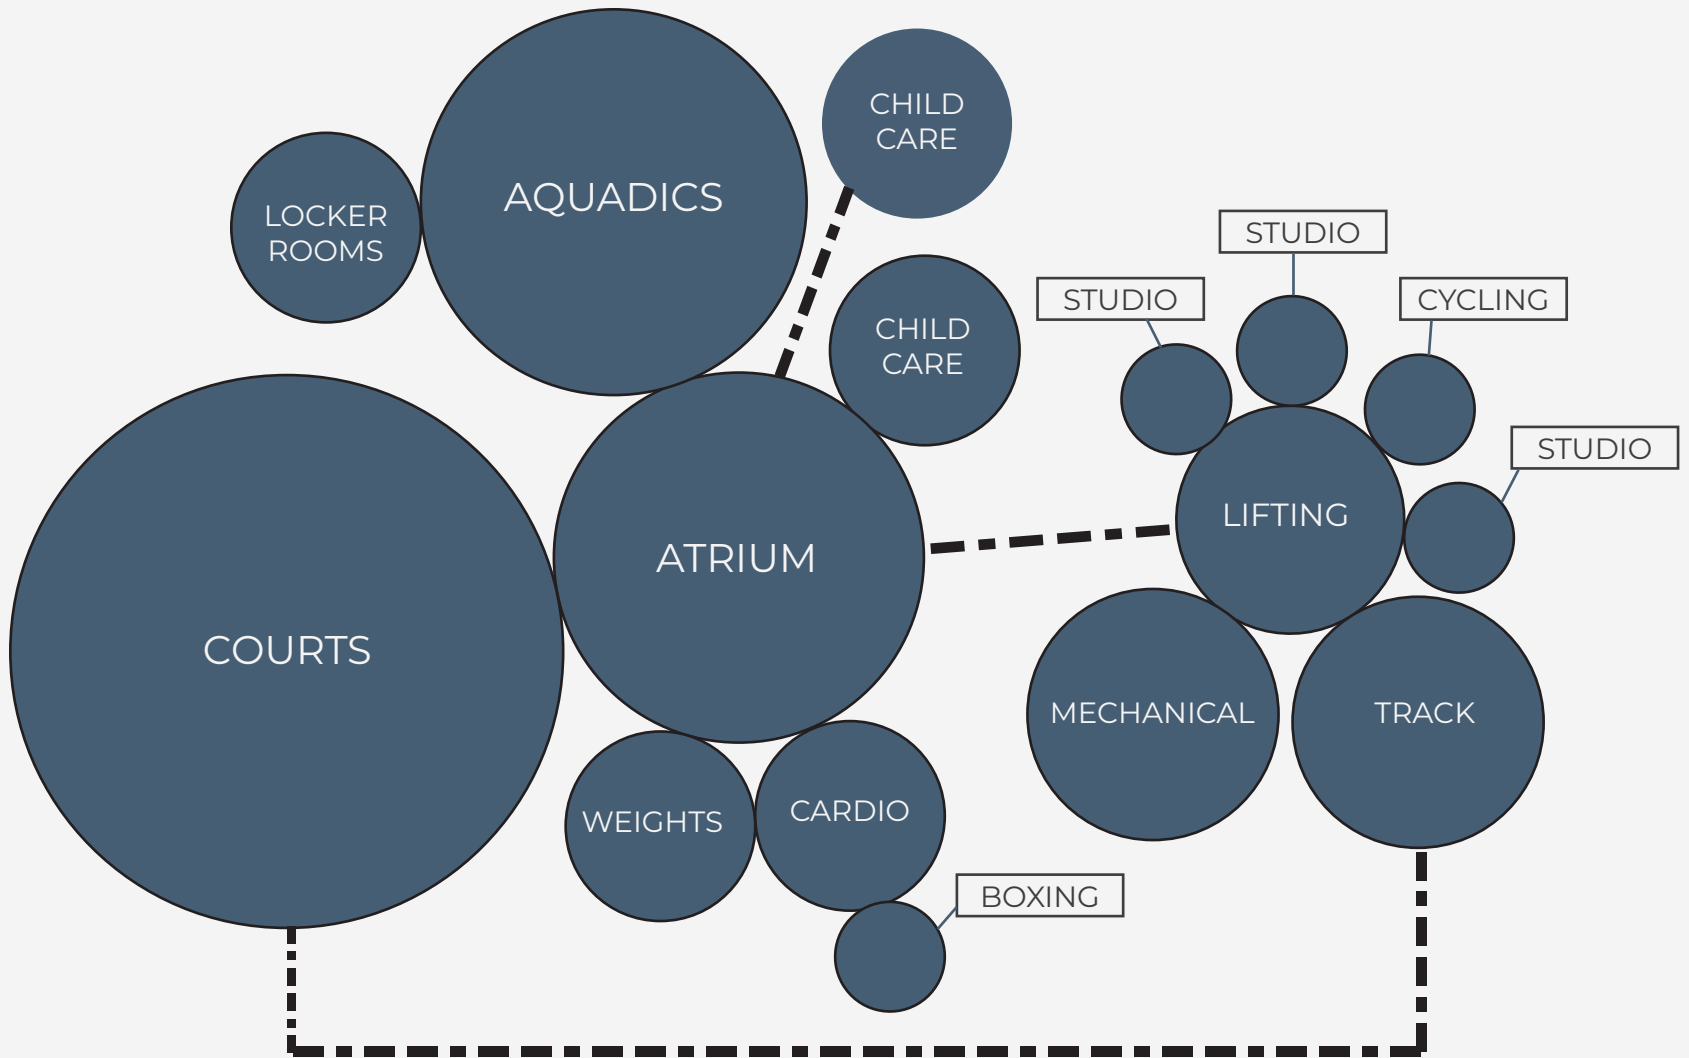 CHILD
CARE
AQUADICS
LOCKER
ROOMS
STUDIO
STUDIO
CYCLING
CHILD
CARE
STUDIO
LIFTING
ATRIUM
COURTS
MECHANICAL
TRACK
WEIGHTS
CARDIO
BOXING